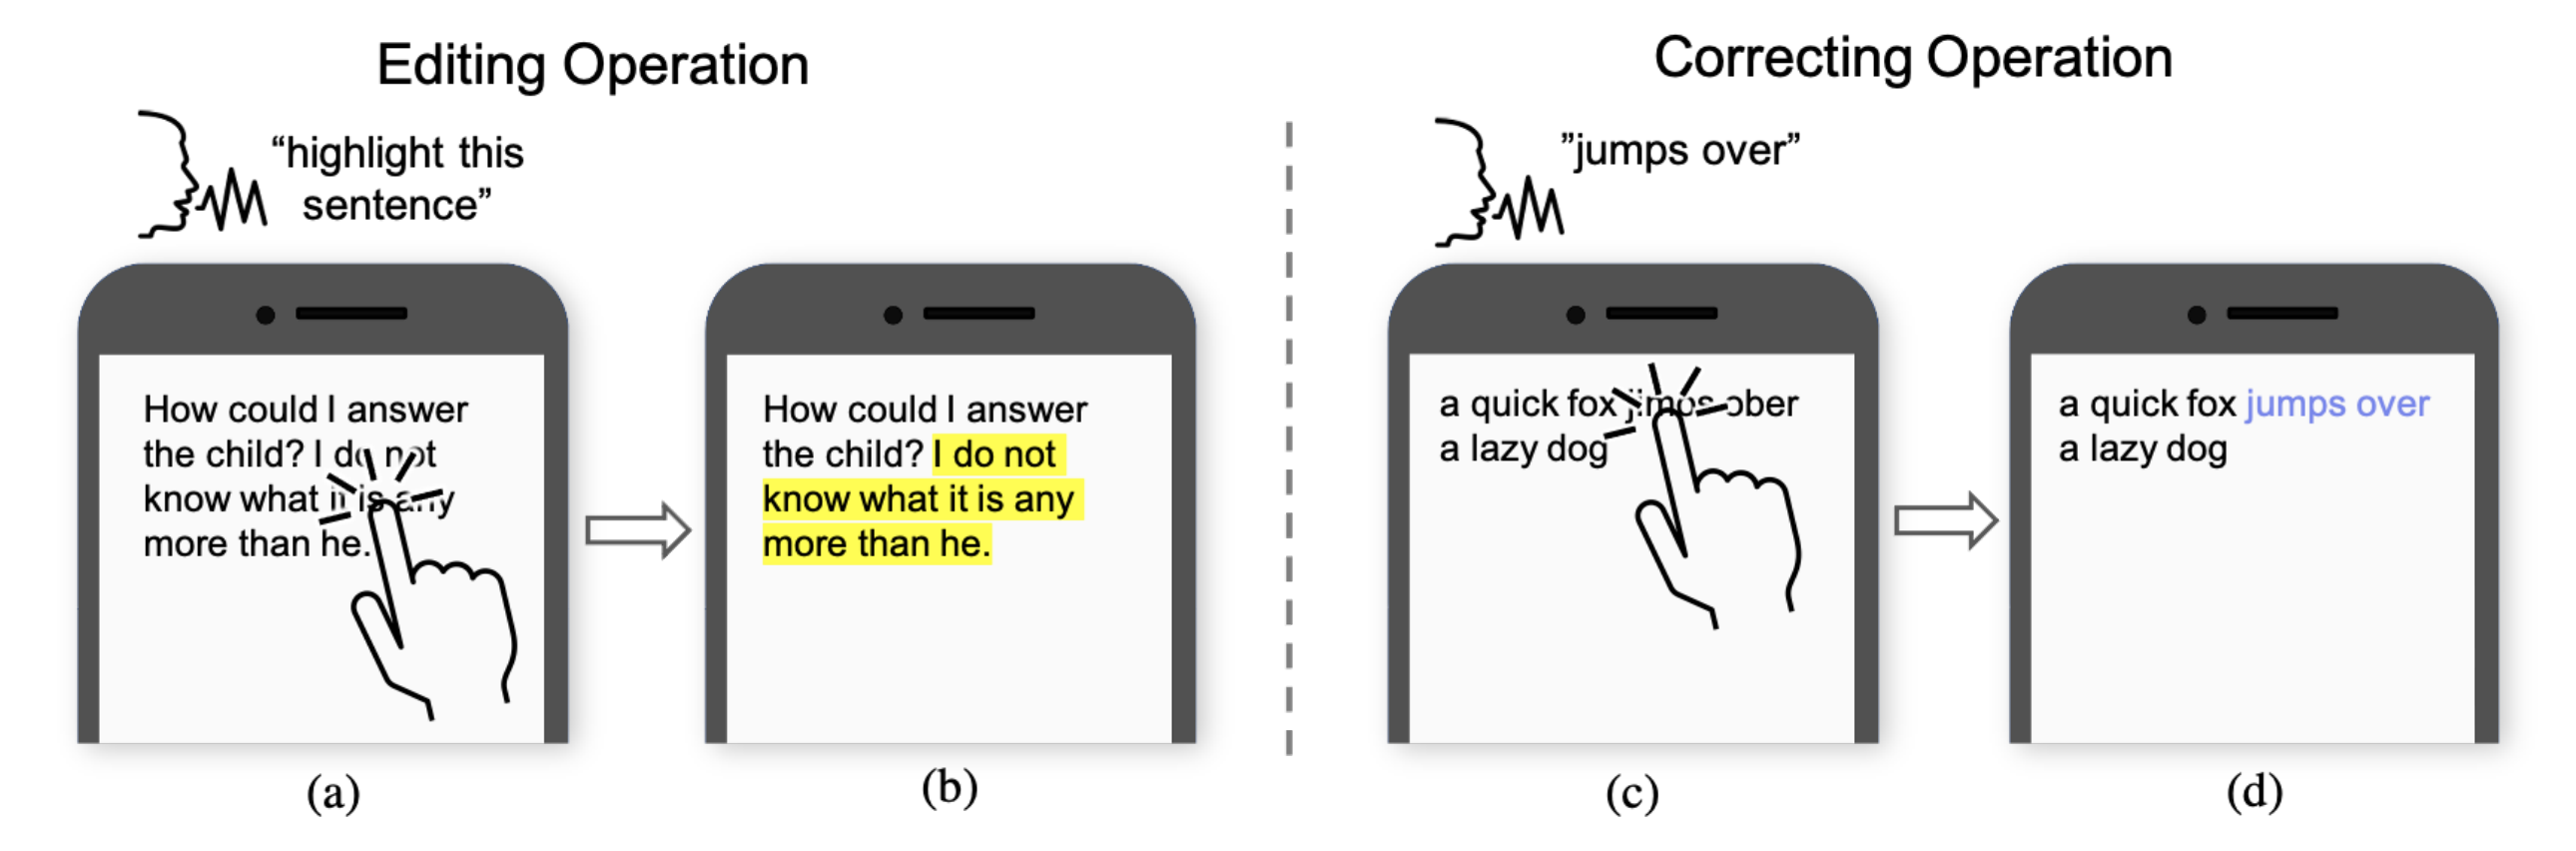 Editing Operation
“highlight this
sentence”
How could I answer
the child? I do not
know what it is any
more than he.
(a)
How could I answer
the child? I do not
know what it is any
more than he.
(b)
Correcting Operation
”jumps over”
a quick fox jimps ober
a lazy dog
(c)
a quick fox jumps over
a lazy dog
(d)